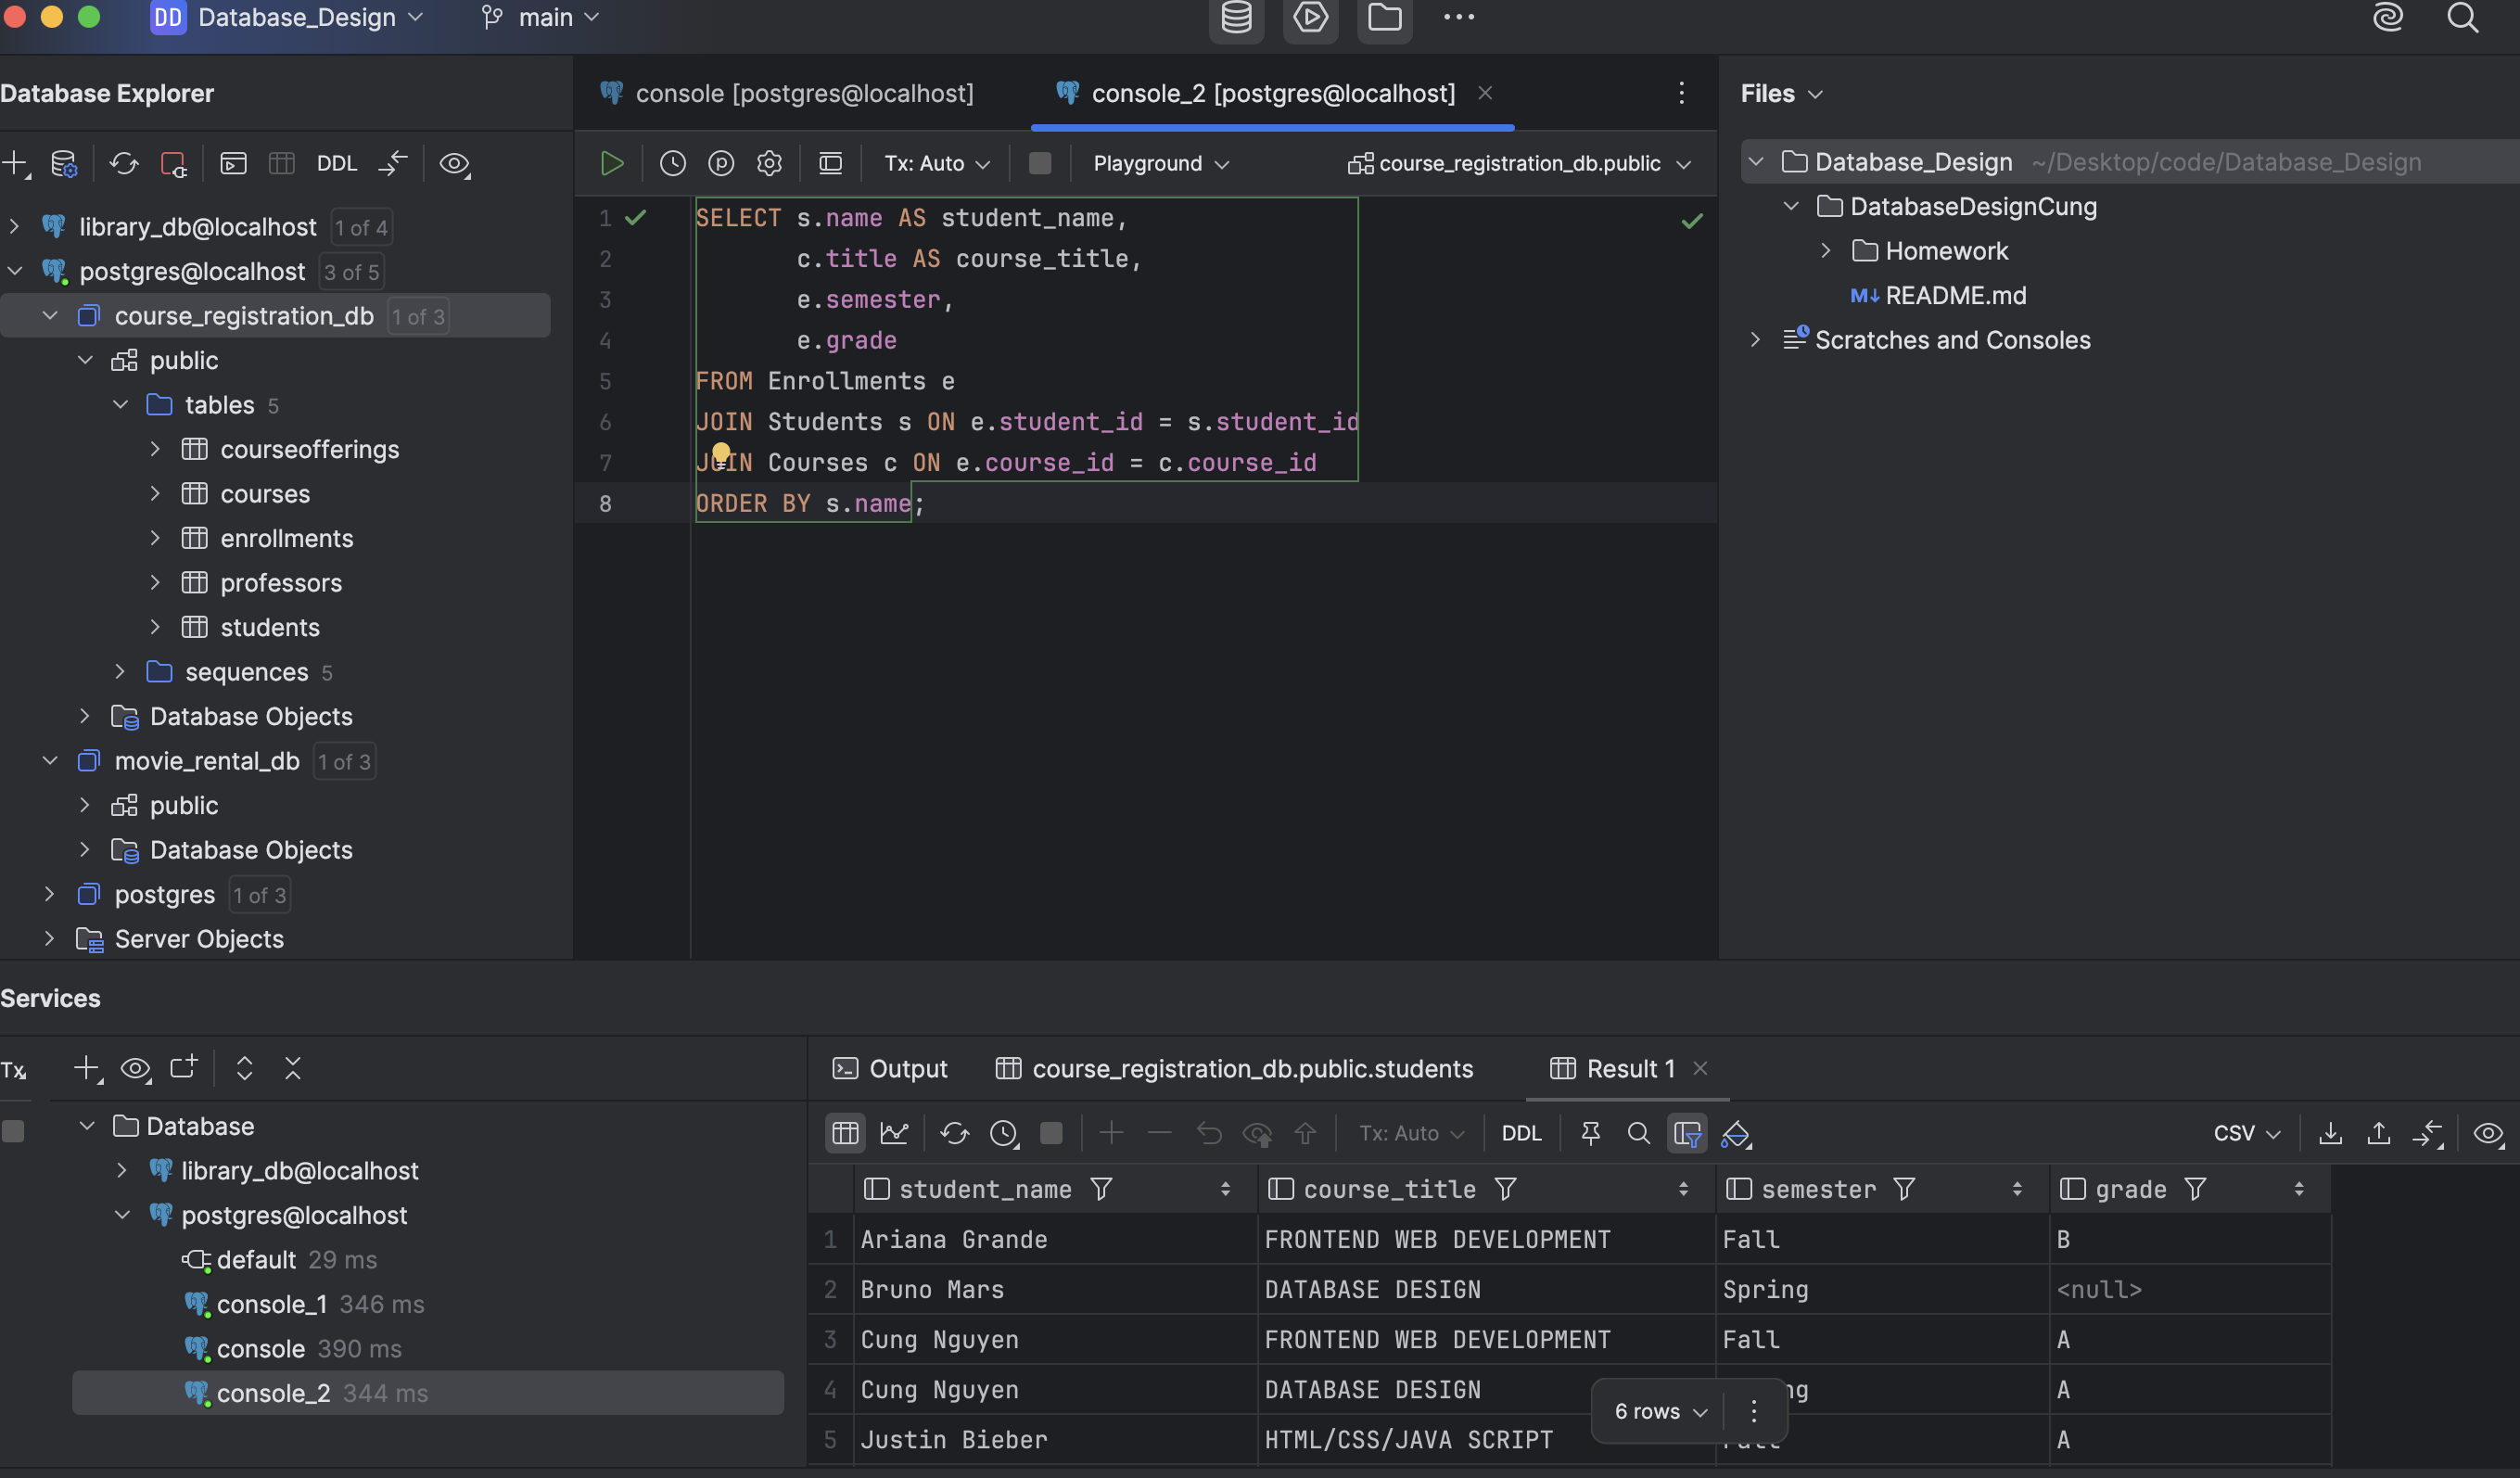 DD Database_Design main
Database Explorer
DDL
library_db@localhost 1 of 4
postgres@localhost 3 of 5
course_registration_db 1 of 3
public
tables 5
courseofferings
courses
enrollments
professors
students
sequences 5
Database Objects
movie_rental_db 1 of 3
public
Database Objects
postgres 1 of 3
Server Objects
console [postgres@localhost] console_2 [postgres@localhost]
Tx: Auto Playground course_registration_db.public
1 SELECT s.name AS student_name,
2 c.title AS course_title,
3 e.semester,
4 e.grade
5 FROM Enrollments e
6 JOIN Students s ON e.student_id = s.student_id
7 JOIN Courses c ON e.course_id = c.course_id
8 ORDER BY s.name;
Files
Database_Design ~/Desktop/code/Database_Design
DatabaseDesignCung
Homework
M↓ README.md
Scratches and Consoles
Services
Tx
Database
library_db@localhost
postgres@localhost
default 29 ms
console_1 346 ms
console 390 ms
console_2 344 ms
Output course_registration_db.public.students Result 1
Tx: Auto DDL CSV
student_name course_title semester grade
1 Ariana Grande FRONTEND WEB DEVELOPMENT Fall B
2 Bruno Mars DATABASE DESIGN Spring <null>
3 Cung Nguyen FRONTEND WEB DEVELOPMENT Fall A
4 Cung Nguyen DATABASE DESIGN ng A
5 Justin Bieber HTML/CSS/JAVA SCRIPT A
6 rows